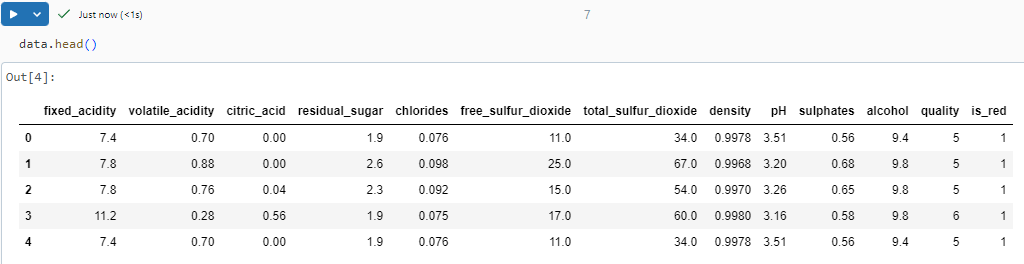 Just now (<1s) 7
data.head()
Out[4]:
fixed_acidity volatile_acidity citric_acid residual_sugar chlorides free_sulfur_dioxide total_sulfur_dioxide density pH sulphates alcohol quality is_red
0 7.4 0.70 0.00 1.9 0.076 11.0 34.0 0.9978 3.51 0.56 9.4 5 1
1 7.8 0.88 0.00 2.6 0.098 25.0 67.0 0.9968 3.20 0.68 9.8 5 1
2 7.8 0.76 0.04 2.3 0.092 15.0 54.0 0.9970 3.26 0.65 9.8 5 1
3 11.2 0.28 0.56 1.9 0.075 17.0 60.0 0.9980 3.16 0.58 9.8 6 1
4 7.4 0.70 0.00 1.9 0.076 11.0 34.0 0.9978 3.51 0.56 9.4 5 1